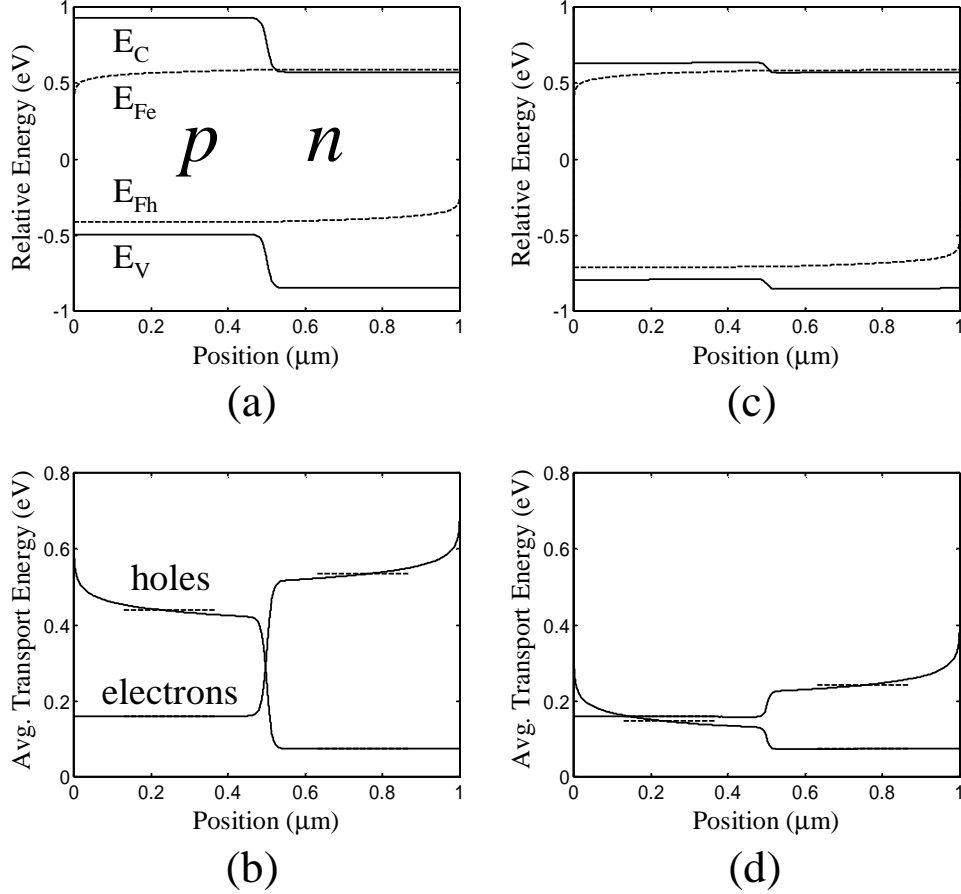 1
0.5
0
-0.5
-1
Relative Energy (eV)
E_C
E_Fe
p n
E_Fh
E_V
0 0.2 0.4 0.6 0.8 1
Position (μm)
(a)
1
0.5
0
-0.5
-1
Relative Energy (eV)
0 0.2 0.4 0.6 0.8 1
Position (μm)
(c)
0.8
0.6
0.4
0.2
0
Avg. Transport Energy (eV)
holes
electrons
0 0.2 0.4 0.6 0.8 1
Position (μm)
(b)
0.8
0.6
0.4
0.2
0
Avg. Transport Energy (eV)
0 0.2 0.4 0.6 0.8 1
Position (μm)
(d)